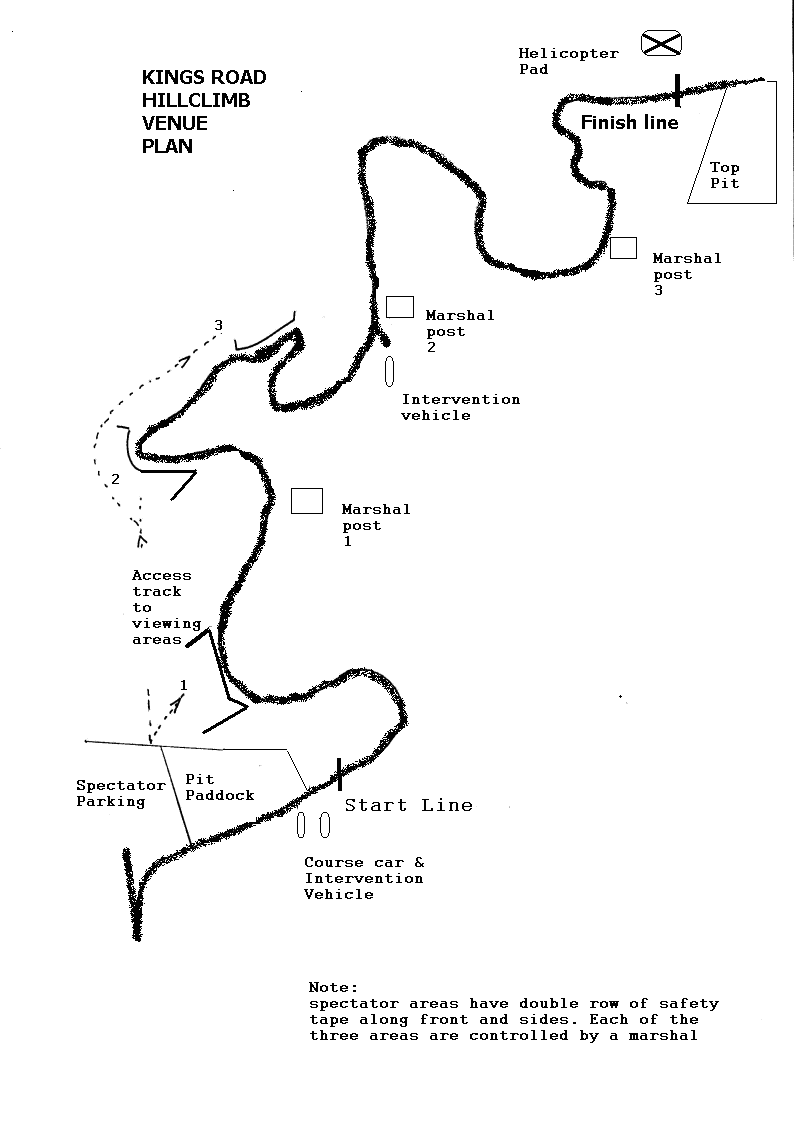 KINGS ROAD
HILLCLIMB
VENUE
PLAN
Helicopter
Pad
Finish line
Top
Pit
Marshal
post
3
3
Marshal
post
2
Intervention
vehicle
2
Marshal
post
1
Access
track
to
viewing
areas
1
Spectator
Parking
Pit
Paddock
Start Line
Course car &
Intervention
Vehicle
Note:
spectator areas have double row of safety
tape along front and sides. Each of the
three areas are controlled by a marshal